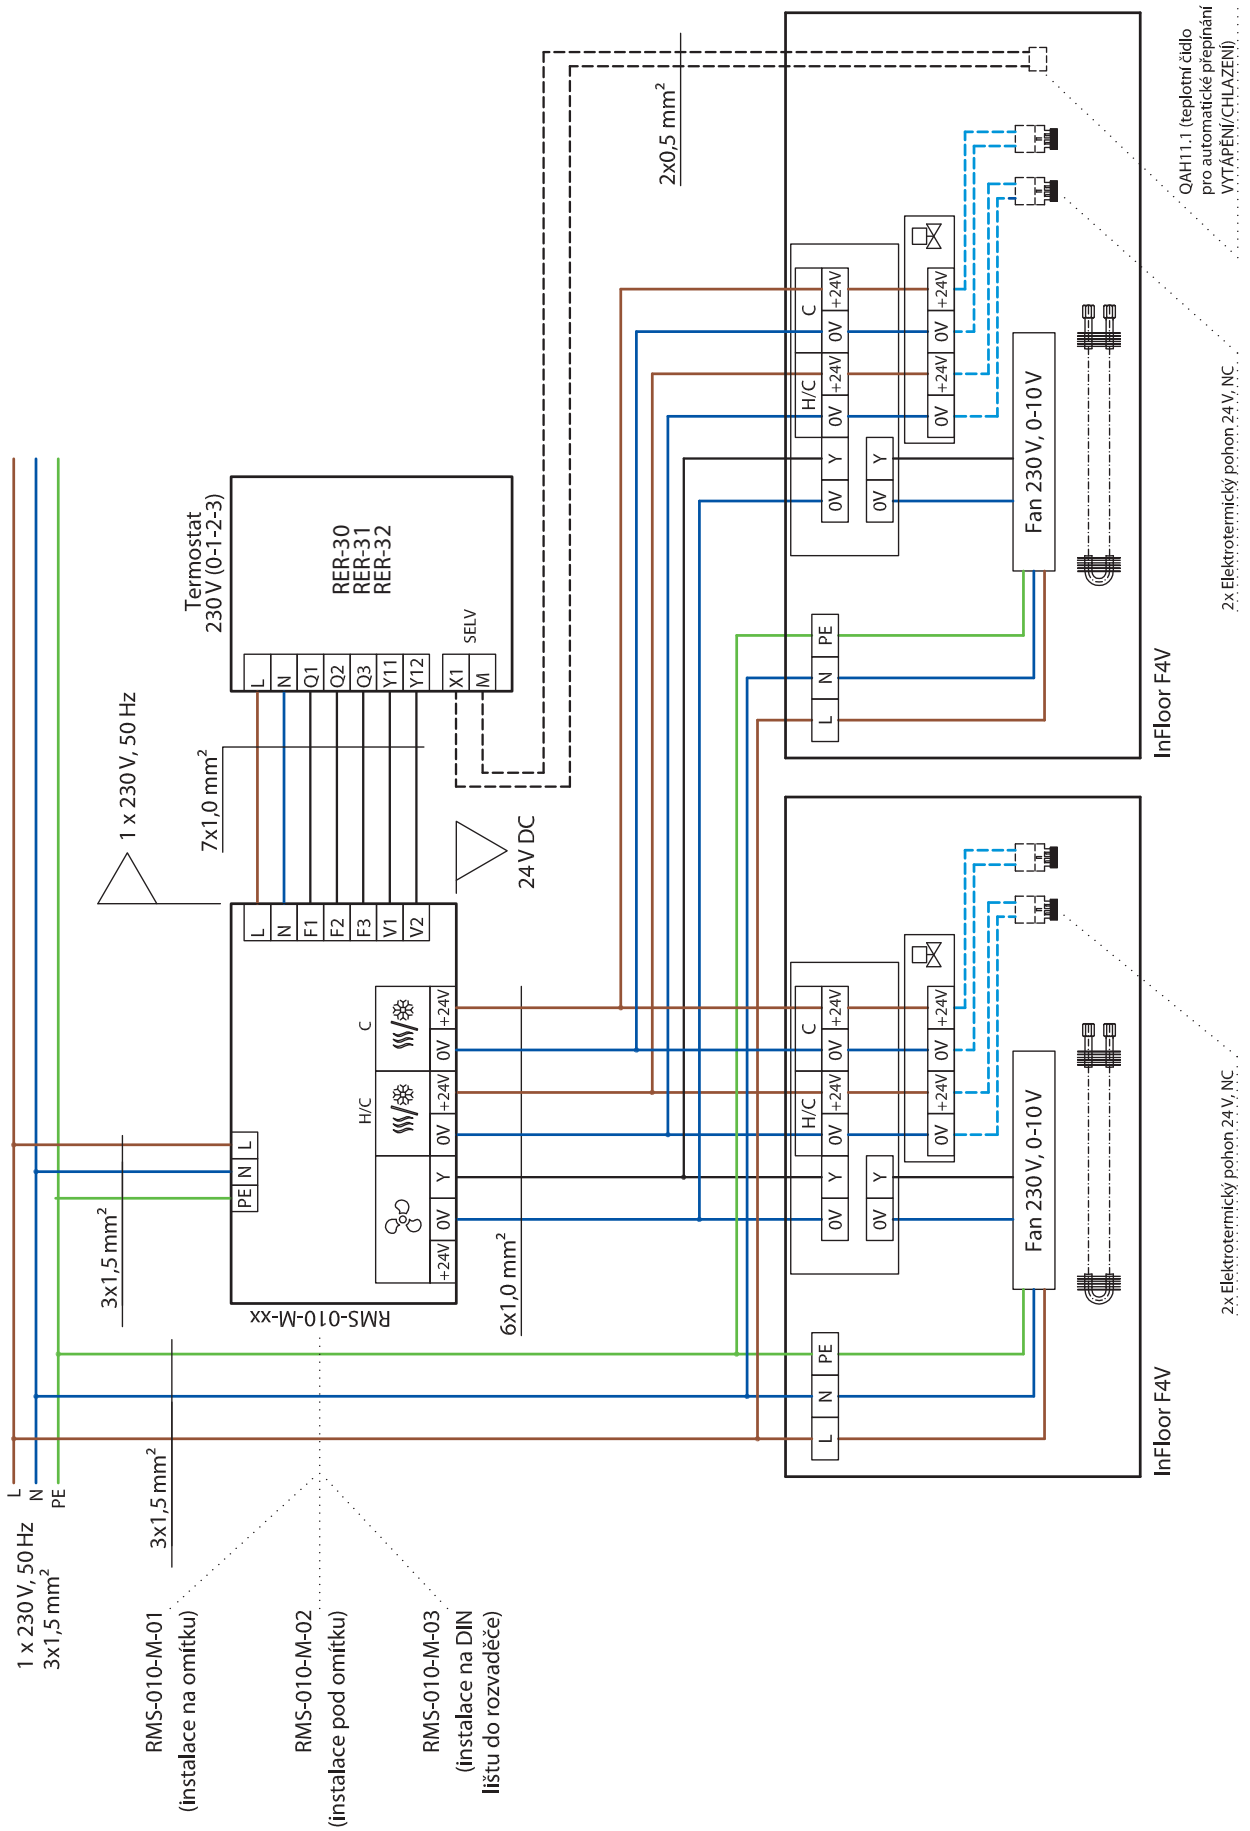 L
N
PE
1 x 230 V, 50 Hz
3x1,5 mm²
3x1,5 mm²
3x1,5 mm²
RMS-010-M-01
(instalace na omítku)
RMS-010-M-02
(instalace pod omítku)
RMS-010-M-03
(instalace na DIN
lištu do rozvaděče)
RMS-010-M-xx
PE N L
1 x 230 V, 50 Hz
7x1,0 mm²
L
N
F1
F2
F3
V1
V2
H/C C
+24V 0V Y 0V +24V 0V +24V
6x1,0 mm²
24 V DC
Termostat
230 V (0-1-2-3)
RER-30
RER-31
RER-32
L
N
Q1
Q2
Q3
Y11
Y12
X1
M
SELV
2x0,5 mm²
L N PE
H/C C
0V Y 0V +24V 0V +24V
0V Y
0V +24V 0V +24V
Fan 230 V, 0-10 V
InFloor F4V
2x Elektrotermický pohon 24 V, NC
L N PE
H/C C
0V Y 0V +24V 0V +24V
0V Y
0V +24V 0V +24V
Fan 230 V, 0-10 V
InFloor F4V
2x Elektrotermický pohon 24 V, NC
QAH11.1 (teplotní čidlo
pro automatické přepínání
VYTÁPĚNÍ/CHLAZENÍ)